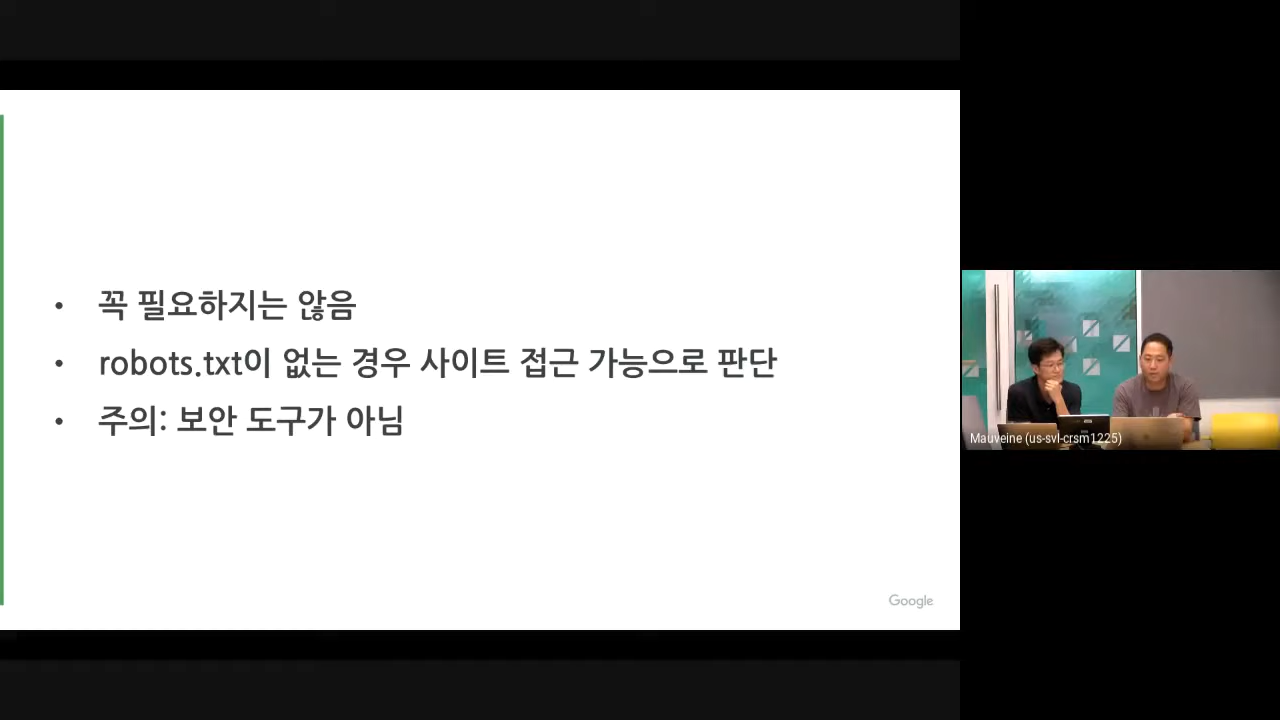 • 꼭 필요하지는 않음
• robots.txt이 없는 경우 사이트 접근 가능으로 판단
• 주의: 보안 도구가 아님
Google
Mauveine (us-svl-crsm1225)